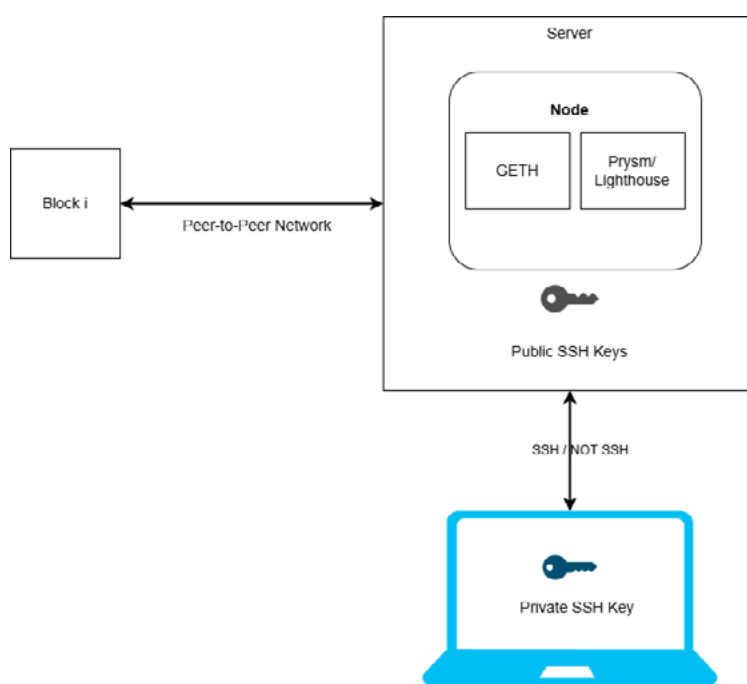 Server
Node
GETH
Prysm/
Lighthouse
Block i
Peer-to-Peer Network
Public SSH Keys
SSH / NOT SSH
Private SSH Key